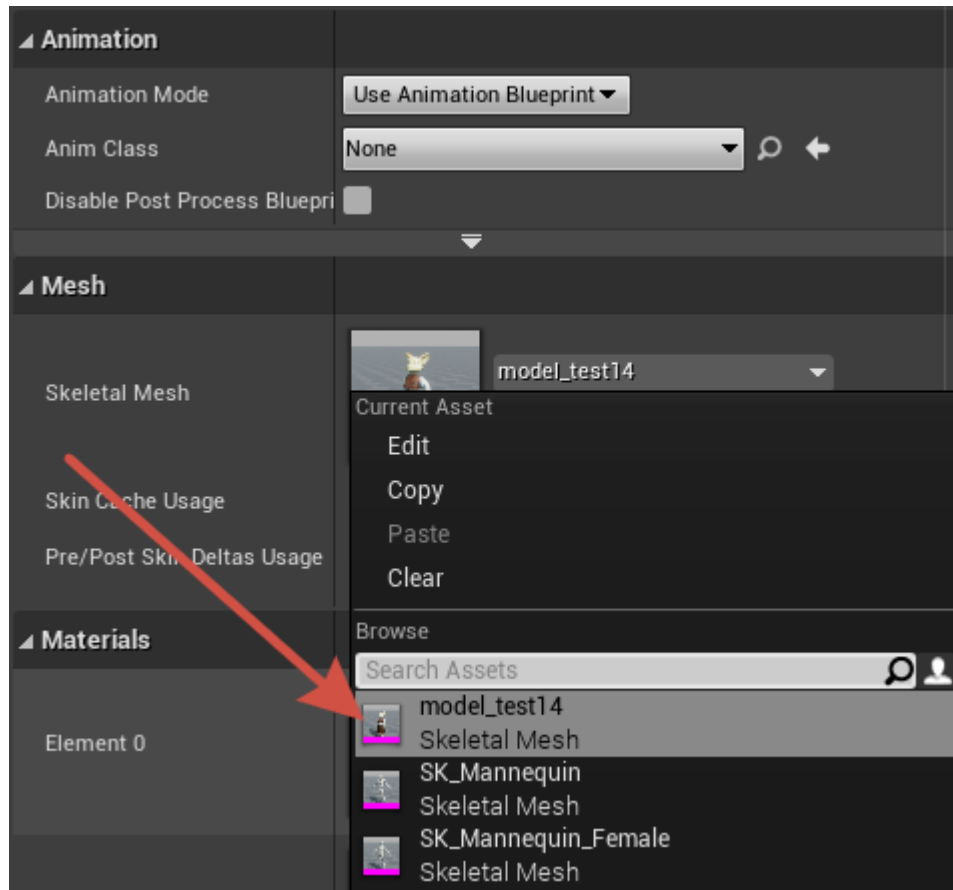 Animation
Animation Mode
Use Animation Blueprint
Anim Class
None
Disable Post Process Bluepri
Mesh
Skeletal Mesh
model_test14
Current Asset
Edit
Copy
Paste
Clear
Skin Cache Usage
Pre/Post Skin Deltas Usage
Materials
Browse
Search Assets
Element 0
model_test14
Skeletal Mesh
SK_Mannequin
Skeletal Mesh
SK_Mannequin_Female
Skeletal Mesh